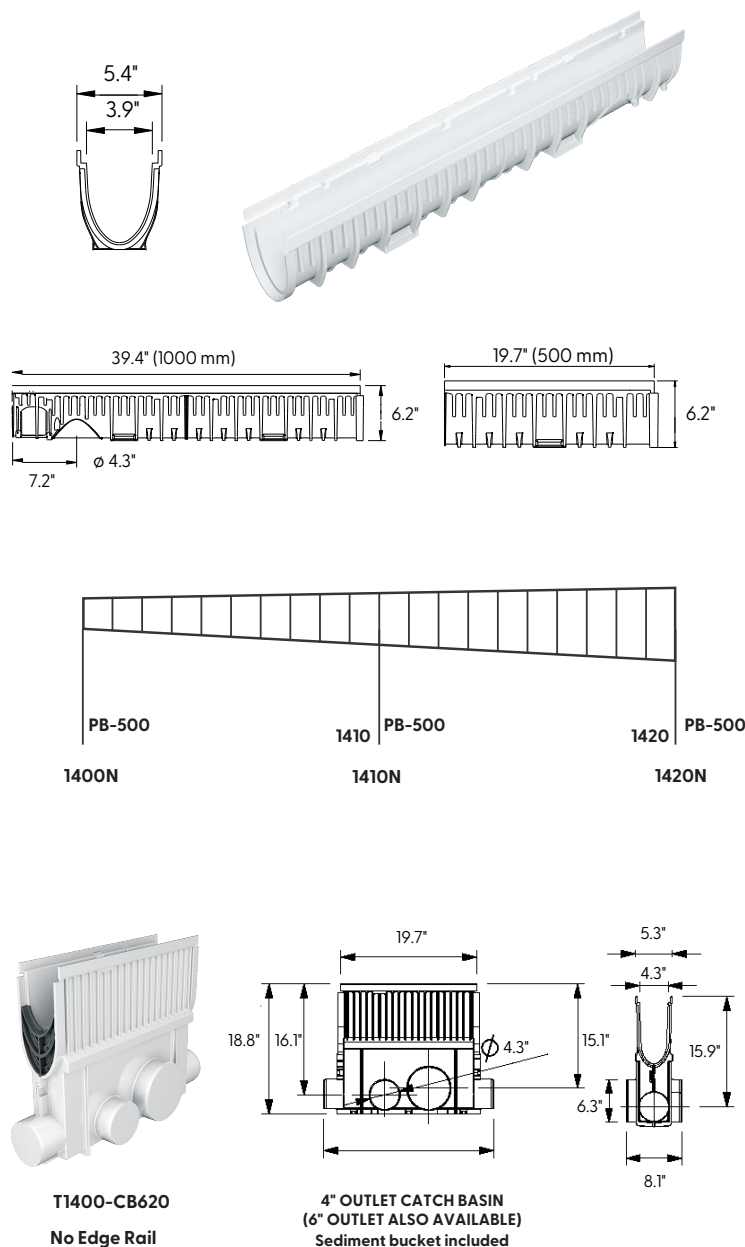 5.4"
3.9"
39.4" (1000 mm)
19.7" (500 mm)
6.2"
6.2"
7.2"
ø 4.3"
PB-500
1410
PB-500
1420
PB-500
1400N
1410N
1420N
19.7"
5.3"
4.3"
18.8"
16.1"
Ø 4.3"
15.1"
15.9"
6.3"
8.1"
T1400-CB620
No Edge Rail
4" OUTLET CATCH BASIN
(6" OUTLET ALSO AVAILABLE)
Sediment bucket included